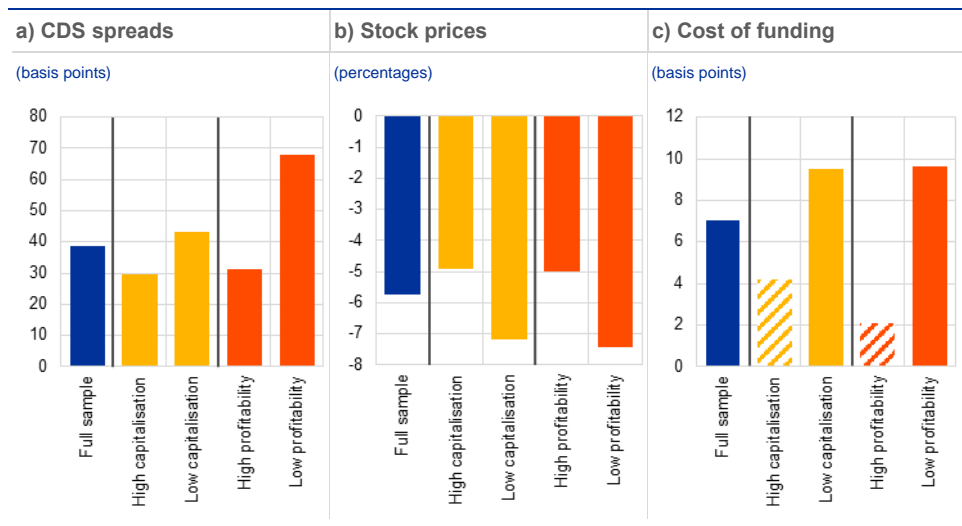 a) CDS spreads
(basis points)
80
70
60
50
40
30
20
10
0
Full sample
High capitalisation
Low capitalisation
High profitability
Low profitability
b) Stock prices
(percentages)
0
-1
-2
-3
-4
-5
-6
-7
-8
Full sample
High capitalisation
Low capitalisation
High profitability
Low profitability
c) Cost of funding
(basis points)
12
10
8
6
4
2
0
Full sample
High capitalisation
Low capitalisation
High profitability
Low profitability